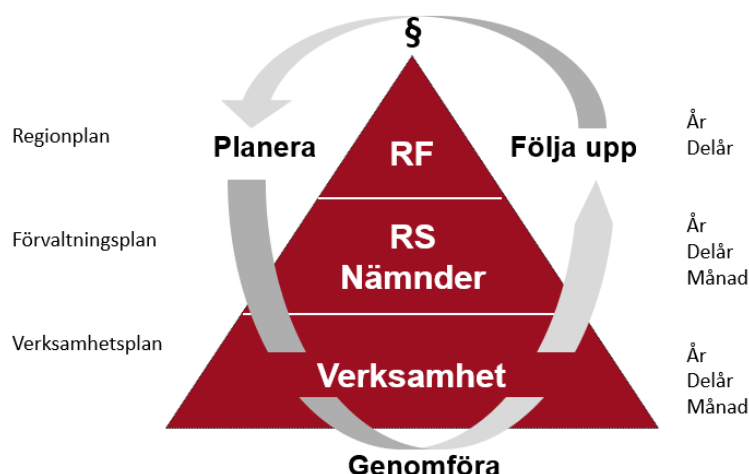 §
Regionplan
Planera
RF
Följa upp
År
Delår
Förvaltningsplan
RS
Nämnder
År
Delår
Månad
Verksamhetsplan
Verksamhet
År
Delår
Månad
Genomföra